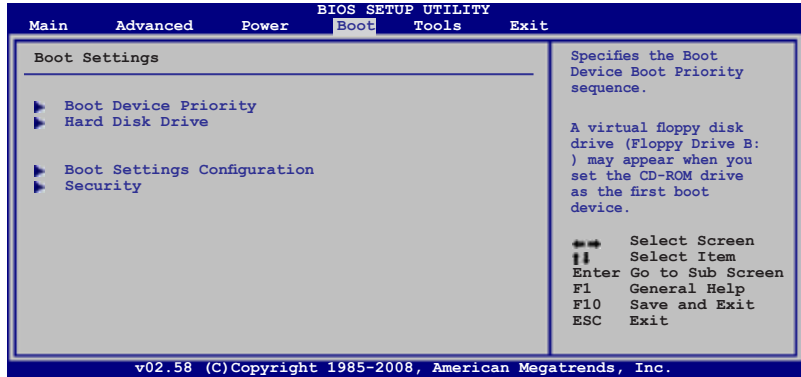 BIOS SETUP UTILITY
Main Advanced Power Boot Tools Exit
Boot Settings
Boot Device Priority
Hard Disk Drive
Boot Settings Configuration
Security
Specifies the Boot
Device Boot Priority
sequence.
A virtual floppy disk
drive (Floppy Drive B:
) may appear when you
set the CD-ROM drive
as the first boot
device.
Select Screen
Select Item
Enter Go to Sub Screen
F1 General Help
F10 Save and Exit
ESC Exit
v02.58 (C)Copyright 1985-2008, American Megatrends, Inc.